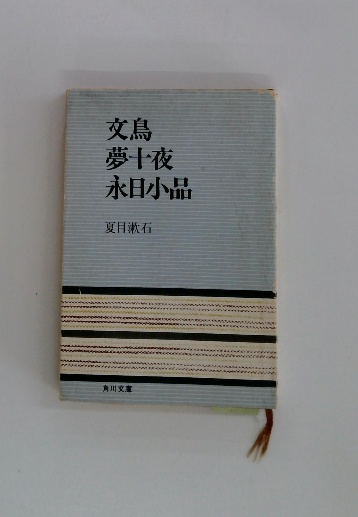 文鳥
夢十夜
永日小品
夏目漱石
角川文庫